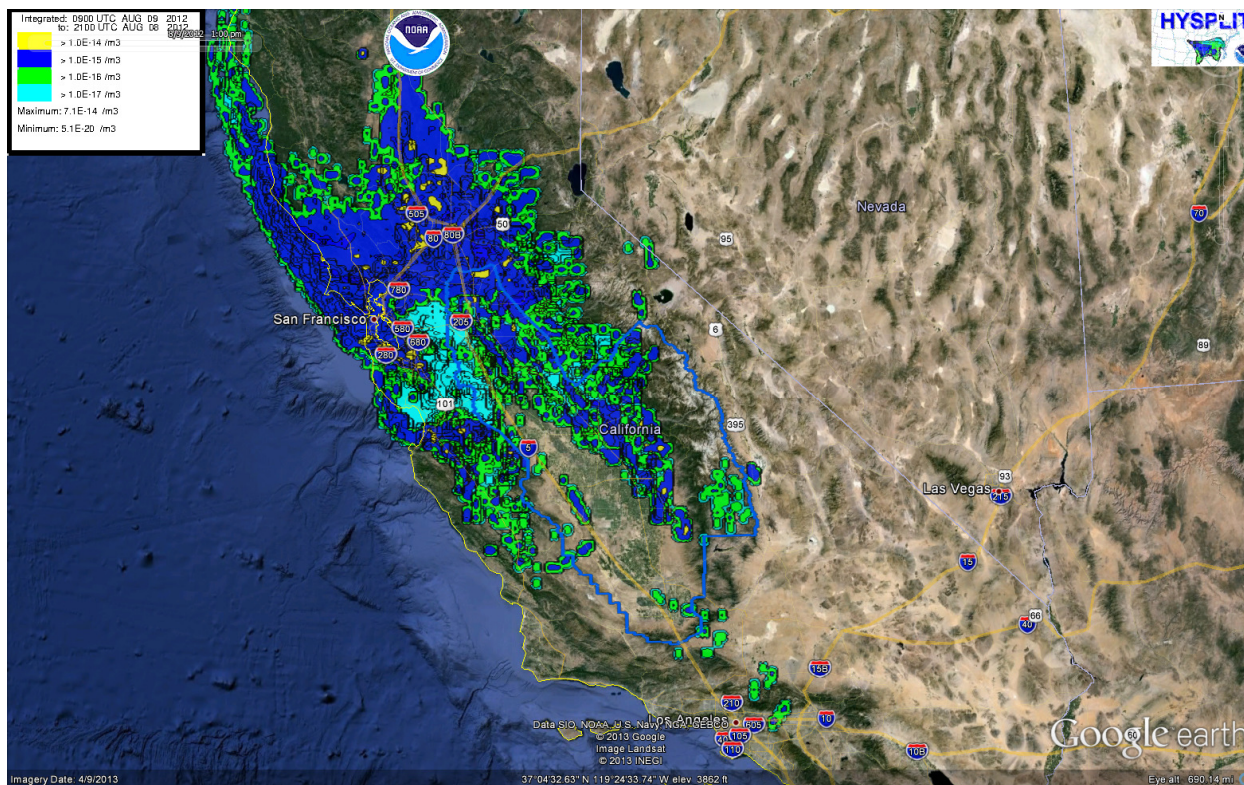 Integrated: 0900 UTC AUG 09 2012
to: 2100 UTC AUG 08 2012
1:00 pm
> 1.0E-14 /m3
> 1.0E-15 /m3
> 1.0E-16 /m3
> 1.0E-17 /m3
Maximum: 7.1E-14 /m3
Minimum: 5.1E-20 /m3
NOAA
HYSPLIT
N
Nevada
70
505
80
80B
50
95
780
San Francisco
580
205
280
680
6
89
101
395
California
5
93
Las Vegas
215
15
66
40
15B
210
Los Angeles
605
10
105
110
60
10B
Data SIO, NOAA, U.S. Navy, NGA, GEBCO
© 2013 Google
Image Landsat
© 2013 INEGI
Google earth
Imagery Date: 4/9/2013
37°04'32.63" N 119°24'33.74" W elev 3862 ft
Eye alt 690.14 mi